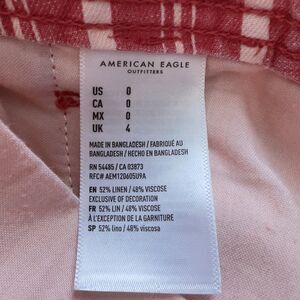 AMERICAN EAGLE
OUTFITTERS
US 0
CA 0
MX 0
UK 4
MADE IN BANGLADESH / FABRIQUÉ AU
BANGLADESH / HECHO EN BANGLADESH
RN 54485 / CA 03873
RFC# AEM120605U9A
EN 52% LINEN / 48% VISCOSE
EXCLUSIVE OF DECORATION
FR 52% LIN / 48% VISCOSE
À L'EXCEPTION DE LA GARNITURE
SP 52% lino / 48% viscosa